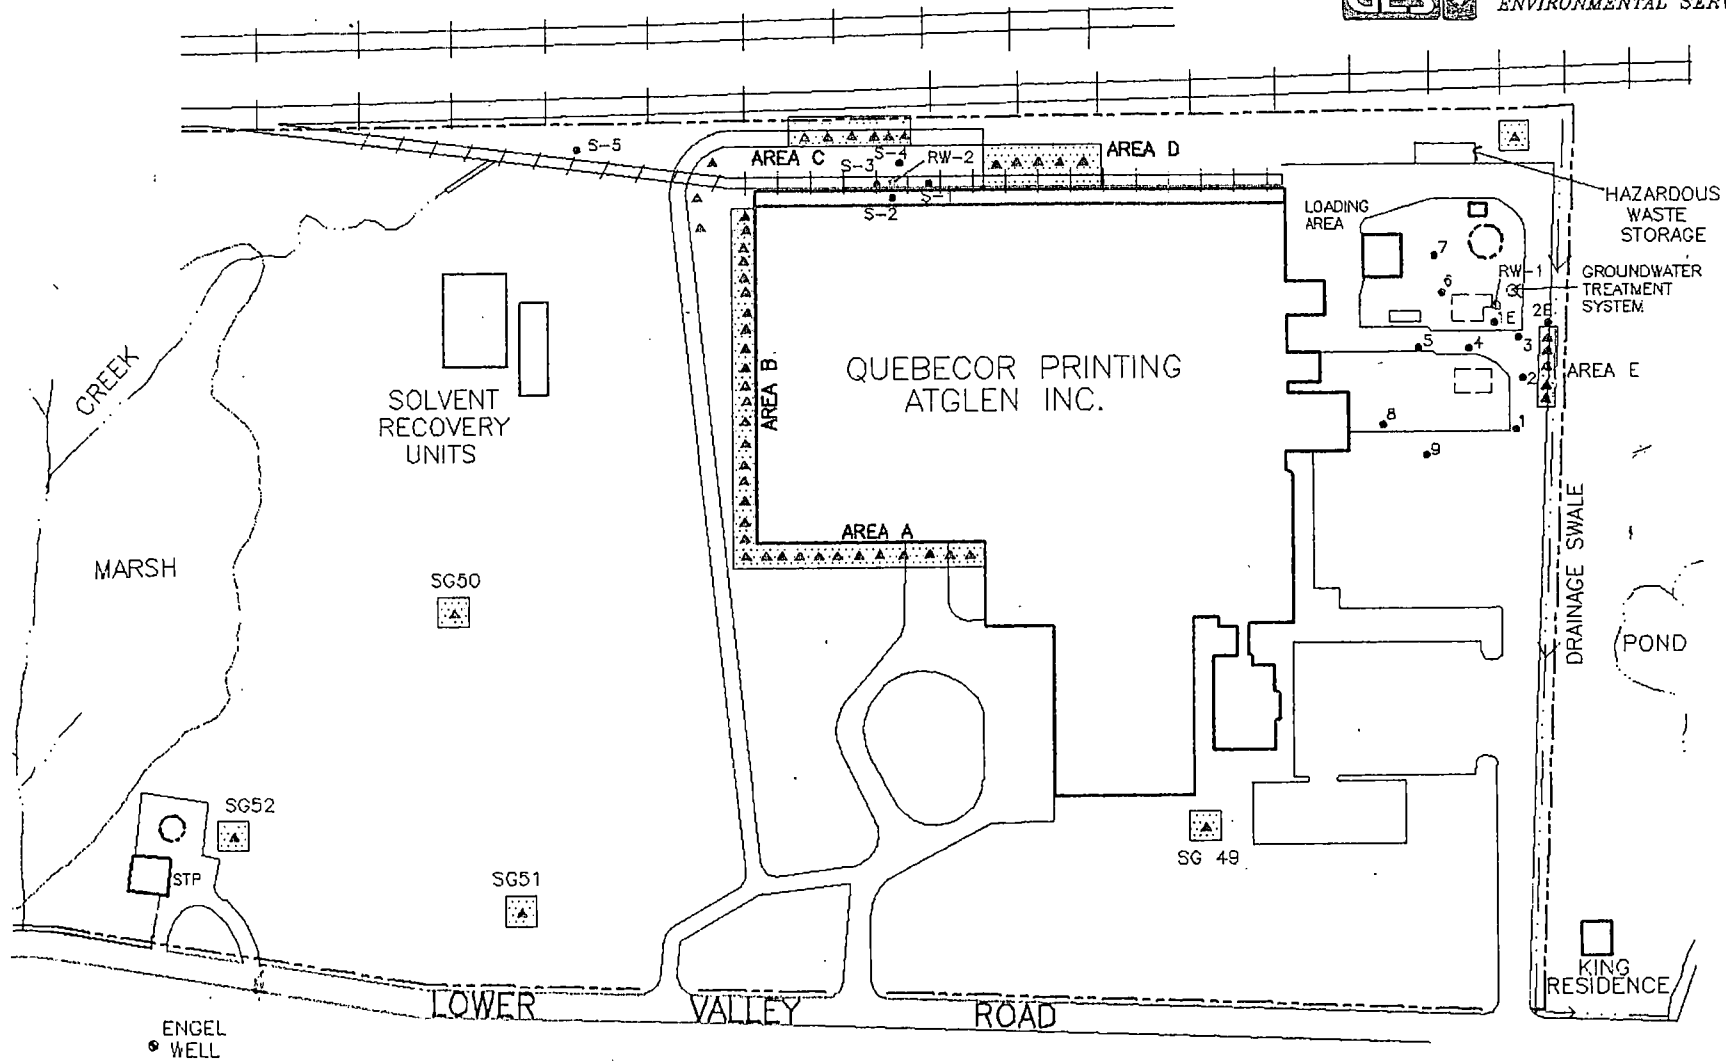 GES
ENVIRONMENTAL SERV
S-5
AREA C
S-3
S-4
RW-2
AREA D
S-1
S-2
LOADING
AREA
HAZARDOUS
WASTE
STORAGE
7
6
RW-1
GROUNDWATER
TREATMENT
SYSTEM
1E
2E
3
5
4
2
AREA E
8
1
9
CREEK
SOLVENT
RECOVERY
UNITS
AREA B
QUEBECOR PRINTING
ATGLEN INC.
AREA A
MARSH
SG50
DRAINAGE SWALE
POND
SG52
STP
SG51
SG 49
KING
RESIDENCE
LOWER VALLEY ROAD
ENGEL
WELL